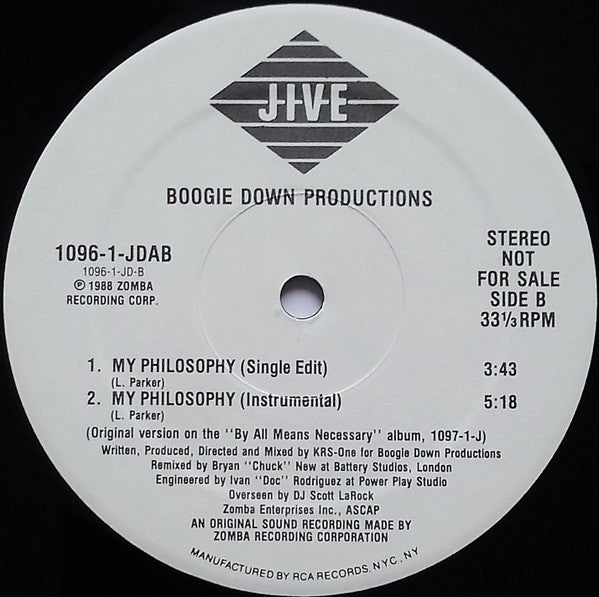 JIVE
BOOGIE DOWN PRODUCTIONS
1096-1-JDAB
1096-1-JD-B
℗ 1988 ZOMBA
RECORDING CORP.
STEREO
NOT
FOR SALE
SIDE B
33⅓ RPM
1. MY PHILOSOPHY (Single Edit) 3:43
(L. Parker)
2. MY PHILOSOPHY (Instrumental) 5:18
(L. Parker)
(Original version on the "By All Means Necessary" album, 1097-1-J)
Written, Produced, Directed and Mixed by KRS-One for Boogie Down Productions
Remixed by Bryan "Chuck" New at Battery Studios, London
Engineered by Ivan "Doc" Rodriguez at Power Play Studio
Overseen by DJ Scott LaRock
Zomba Enterprises Inc., ASCAP
AN ORIGINAL SOUND RECORDING MADE BY
ZOMBA RECORDING CORPORATION
MANUFACTURED BY RCA RECORDS. NYC, NY